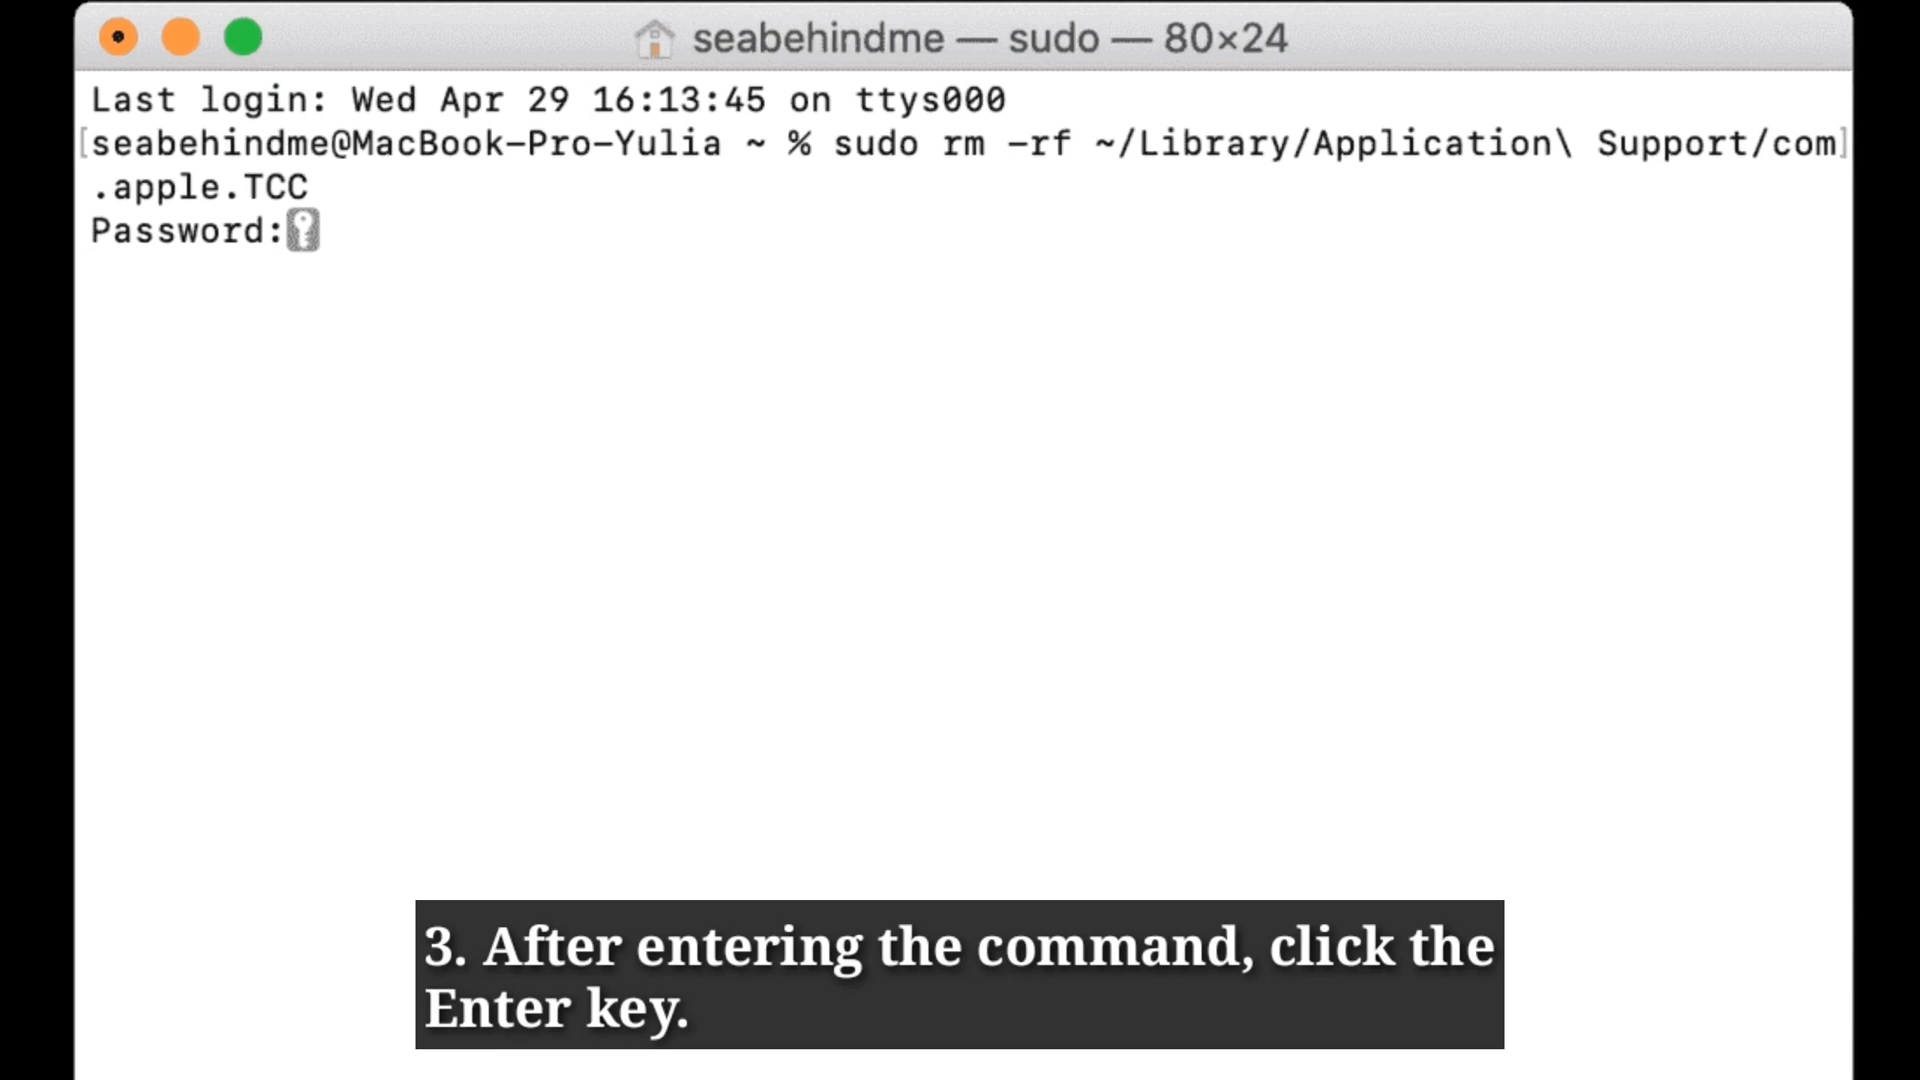 seabehindme — sudo — 80×24
Last login: Wed Apr 29 16:13:45 on ttys000
[seabehindme@MacBook-Pro-Yulia ~ % sudo rm -rf ~/Library/Application\ Support/com]
.apple.TCC
Password:
3. After entering the command, click the
Enter key.